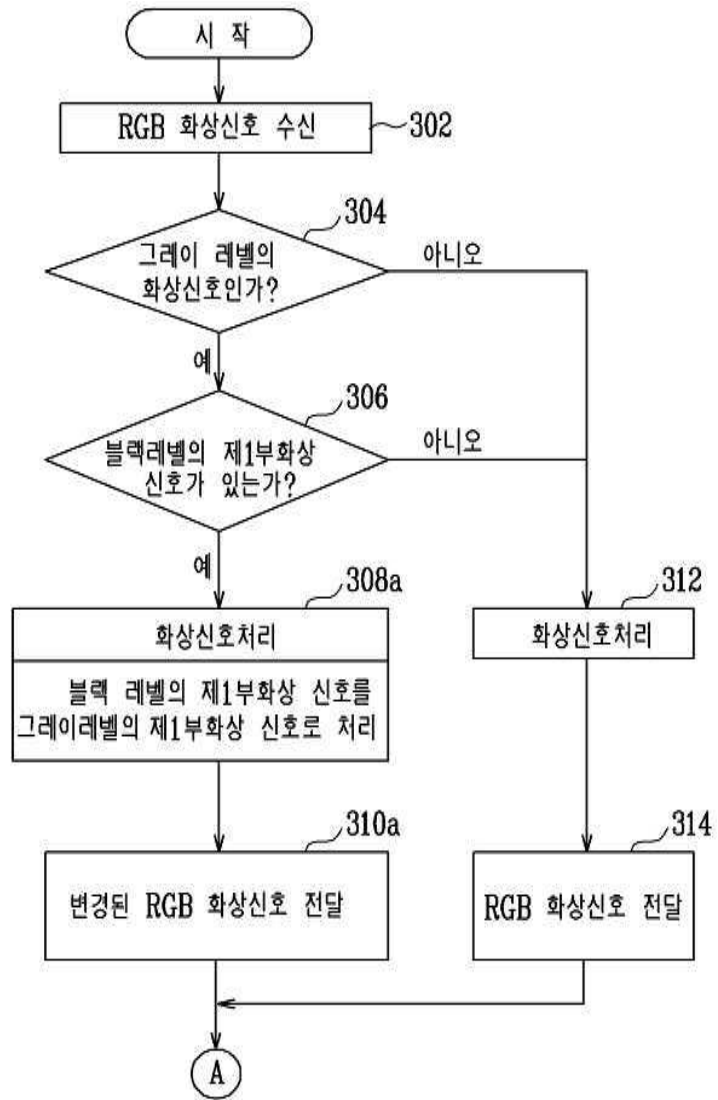 시 작
RGB 화상신호 수신
302
304
그레이 레벨의
화상신호인가?
아니오
예
306
블랙레벨의 제1부화상
신호가 있는가?
아니오
예
308a
화상신호처리
블랙 레벨의 제1부화상 신호를
그레이레벨의 제1부화상 신호로 처리
312
화상신호처리
310a
변경된 RGB 화상신호 전달
314
RGB 화상신호 전달
A